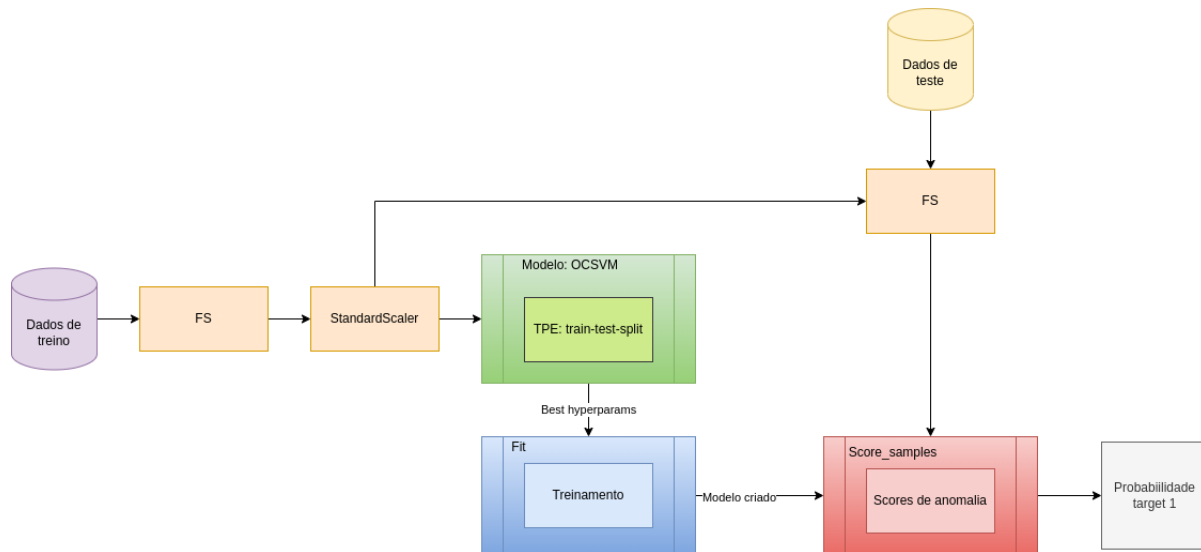 Dados de
teste
FS
Dados de
treino
FS
StandardScaler
Modelo: OCSVM
TPE: train-test-split
Best hyperparams
Fit
Treinamento
Modelo criado
Score_samples
Scores de anomalia
Probabiilidade
target 1